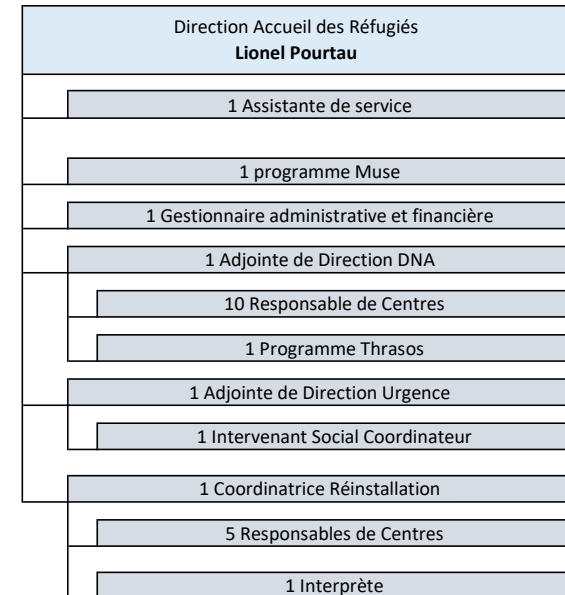 Direction Accueil des Réfugiés
Lionel Pourtau
1 Assistante de service
1 programme Muse
1 Gestionnaire administrative et financière
1 Adjointe de Direction DNA
10 Responsable de Centres
1 Programme Thrasos
1 Adjointe de Direction Urgence
1 Intervenant Social Coordinateur
1 Coordinatrice Réinstallation
5 Responsables de Centres
1 Interprète